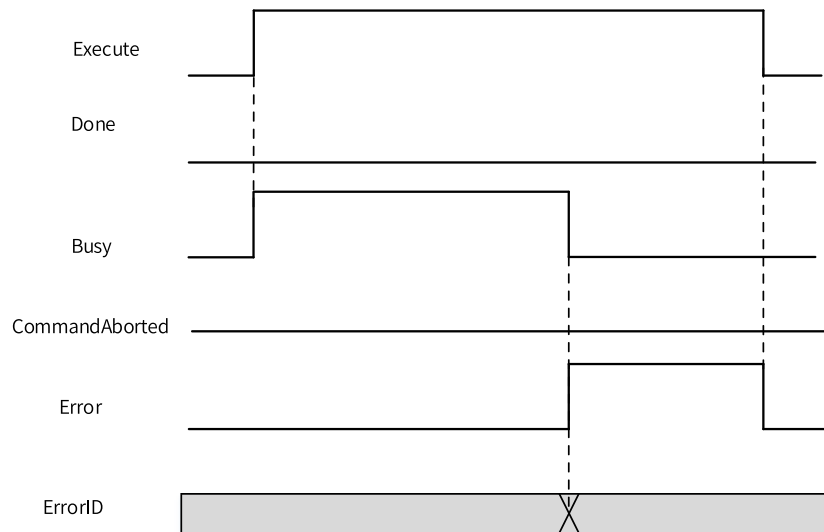 Execute
Done
Busy
CommandAborted
Error
ErrorID